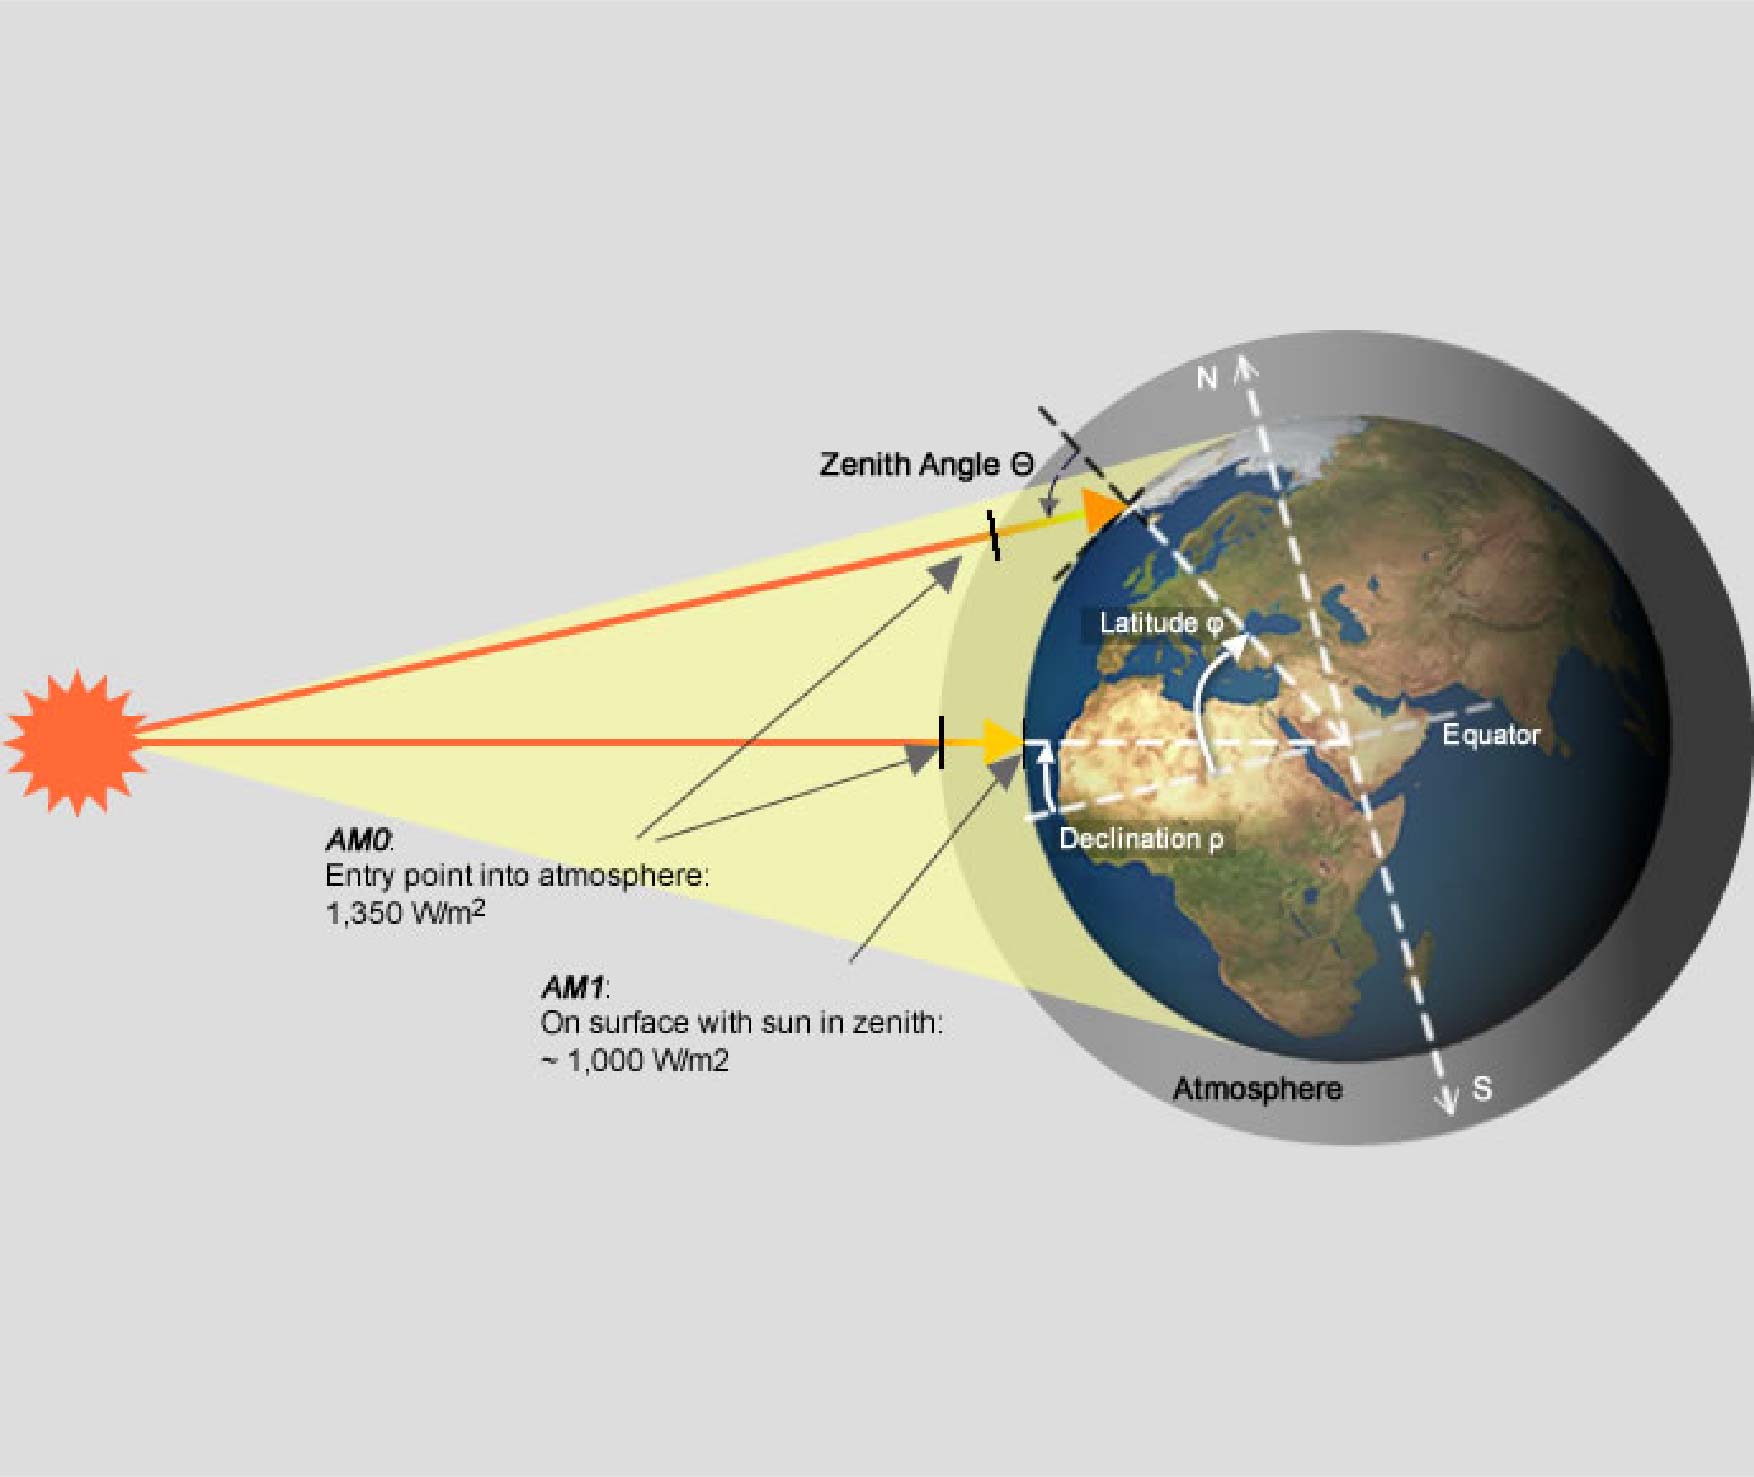 N
Zenith Angle Θ
Latitude φ
Equator
Declination ρ
AM0:
Entry point into atmosphere:
1,350 W/m²
AM1:
On surface with sun in zenith:
~ 1,000 W/m2
Atmosphere
S